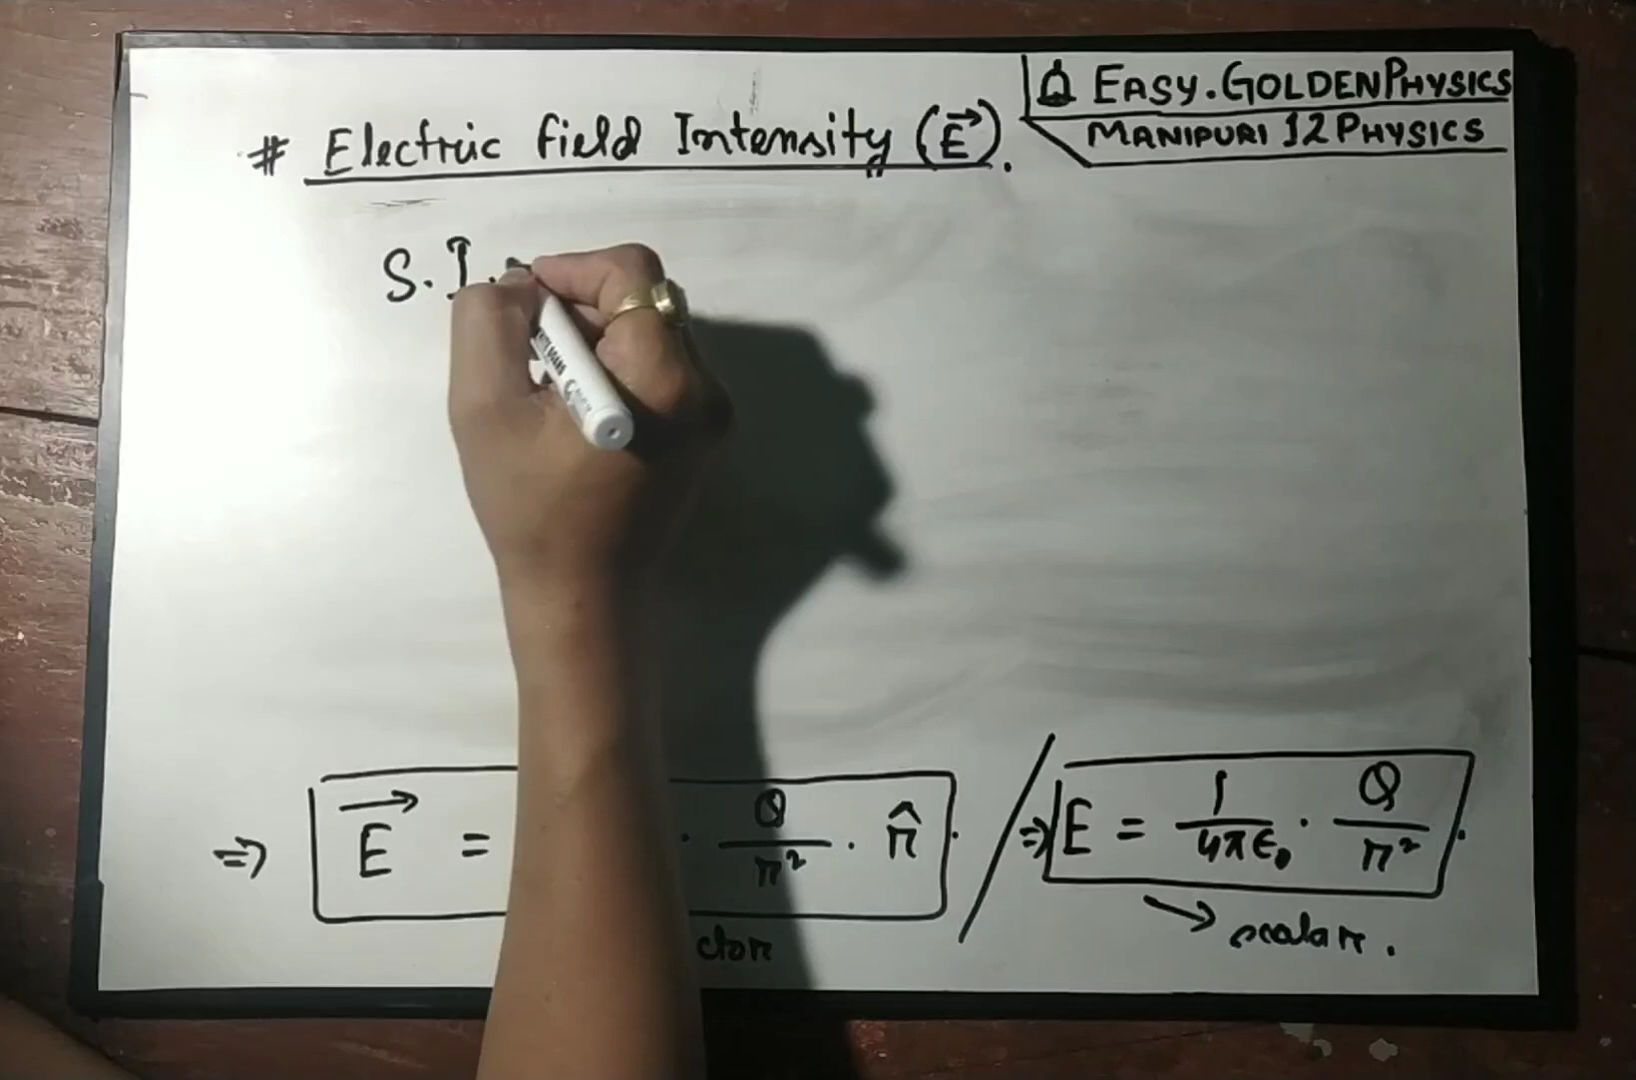 EASY.GOLDENPHYSICS
MANIPURI 12 PHYSICS
# Electric field Intensity (E⃗).
S.I.
⇒ E⃗ = · Q/r² · r̂ . / ⇒ E = 1/4πϵ₀ · Q/r² .
→ scalar.